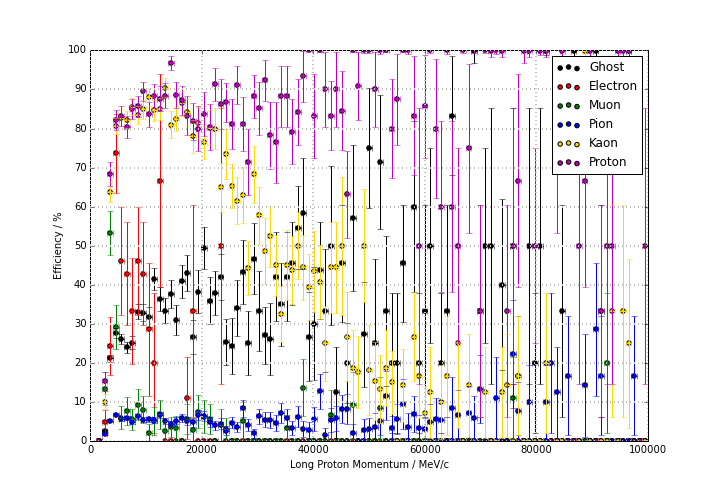 100
90
80
70
60
50
40
30
20
10
0
Efficiency / %
Ghost
Electron
Muon
Pion
Kaon
Proton
0
20000
40000
60000
80000
100000
Long Proton Momentum / MeV/c